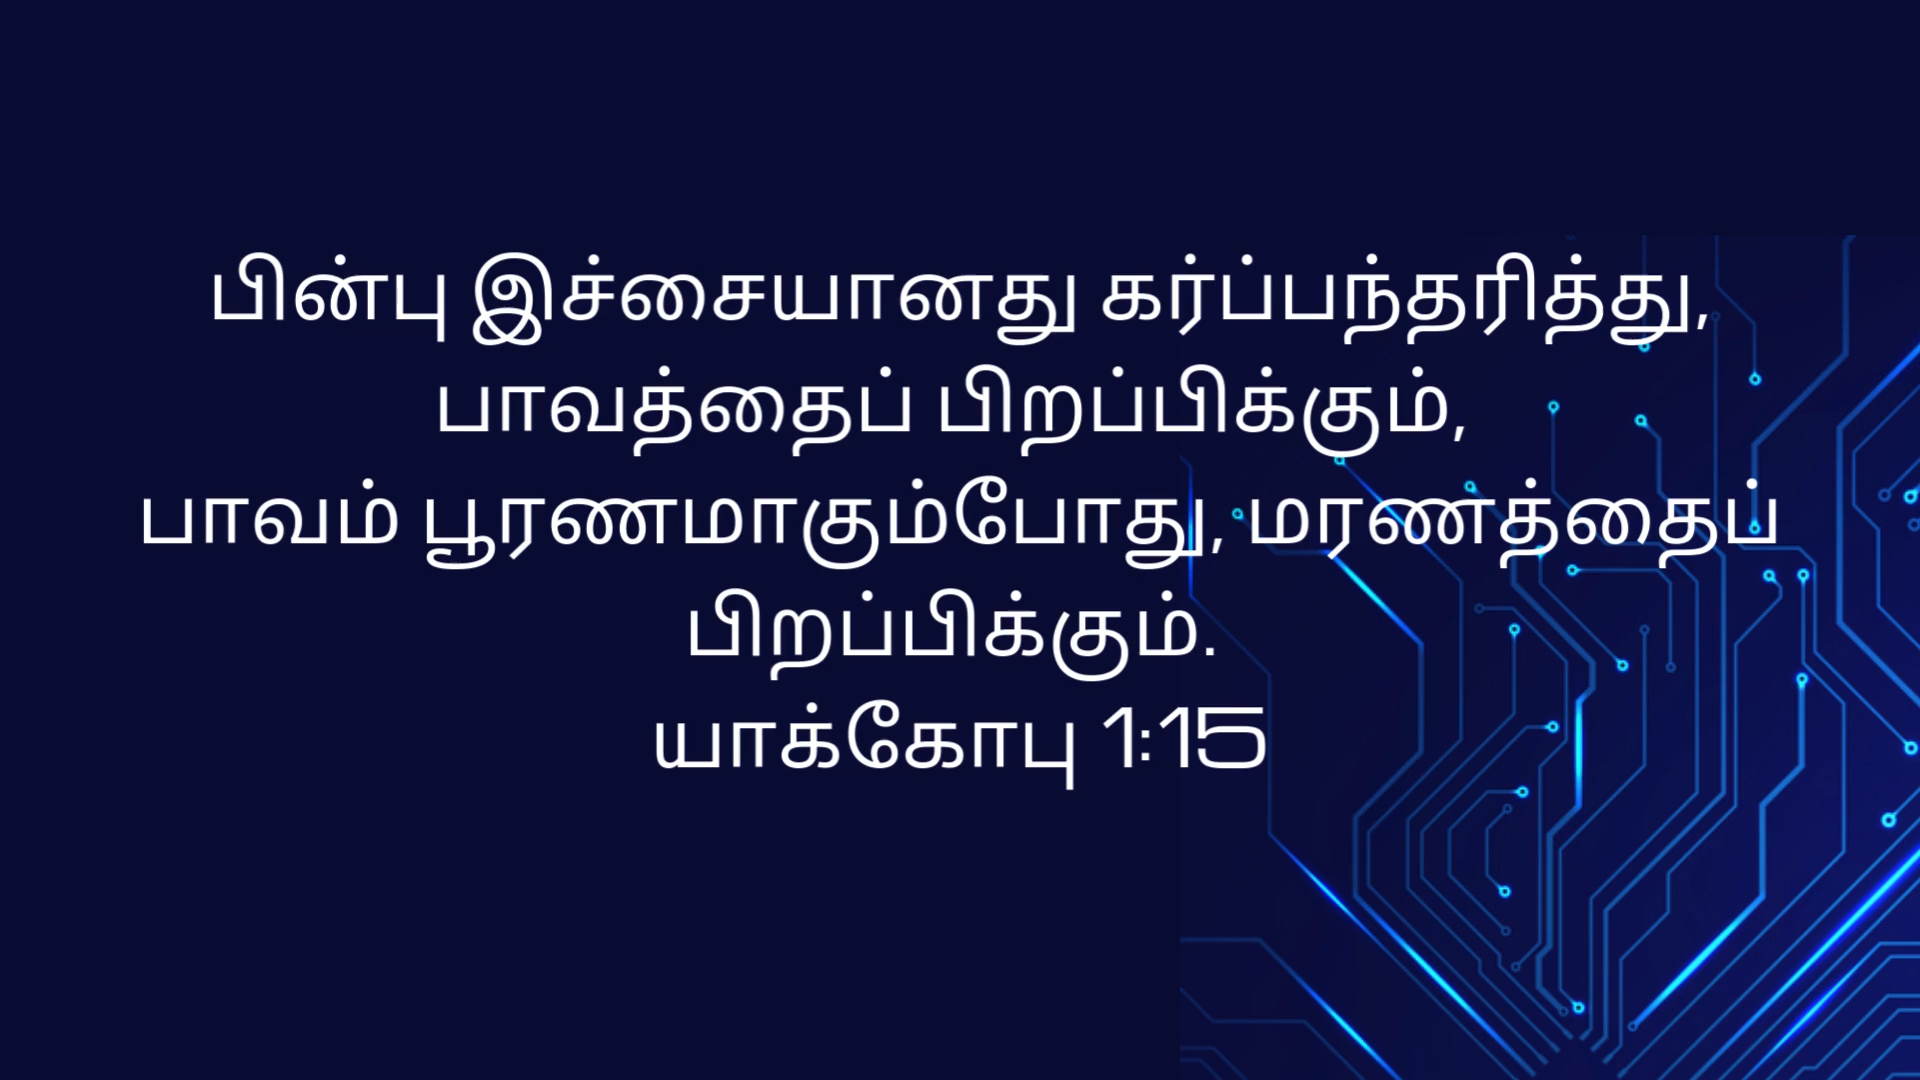 பின்பு இச்சையானது கர்ப்பந்தரித்து,
பாவத்தைப் பிறப்பிக்கும்,
பாவம் பூரணமாகும்போது, மரணத்தைப்
பிறப்பிக்கும்.
யாக்கோபு 1:15